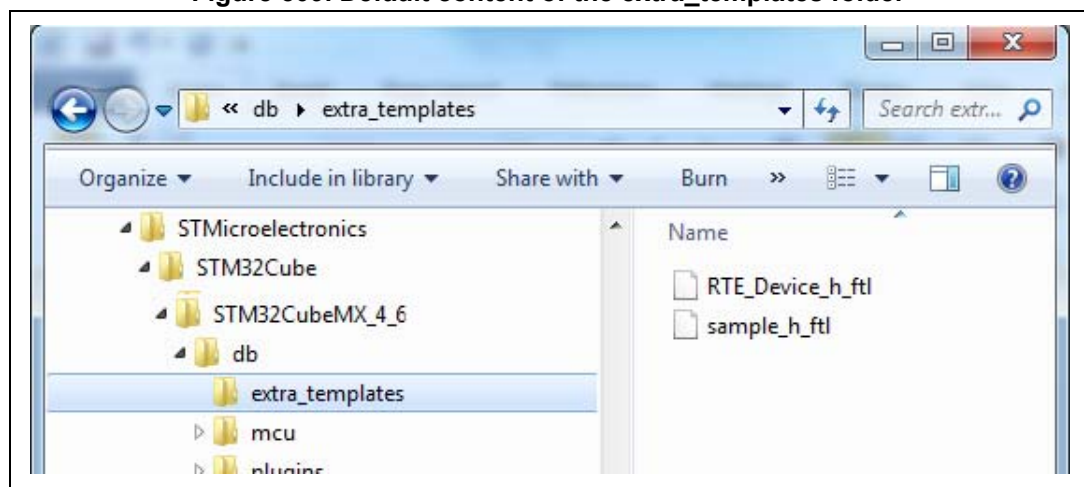 « db ▸ extra_templates
Search extr...
Organize ▼ Include in library ▼ Share with ▼ Burn »
STMicroelectronics
STM32Cube
STM32CubeMX_4_6
db
extra_templates
mcu
plugins
Name
RTE_Device_h_ftl
sample_h_ftl